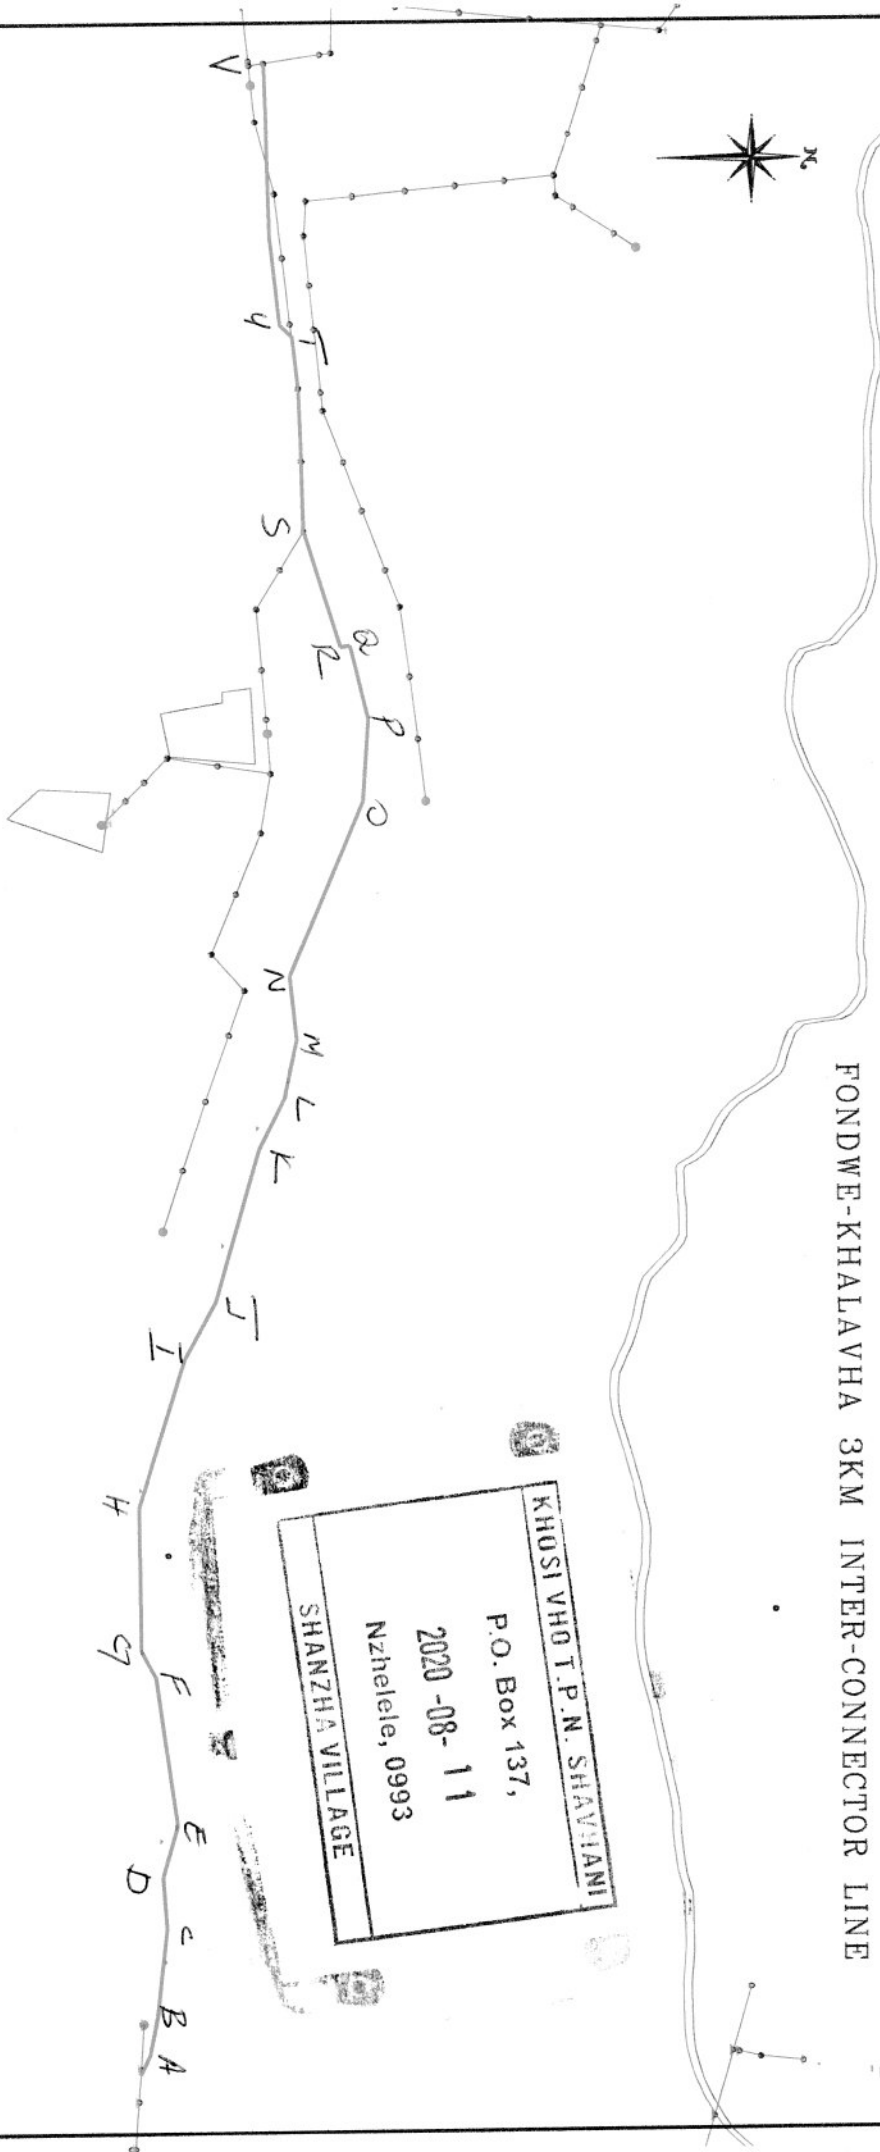 FONDWE-KHALAVHA 3KM INTER-CONNECTOR LINE
N
V
U
T
S
R
Q
P
O
N
M
L
K
J
I
H
G
F
E
D
C
B
A
KHOSI VHO T.P.N. SHAVHANI
P.O. Box 137,
2020 -08- 11
Nzhelele, 0993
SHANZHA VILLAGE